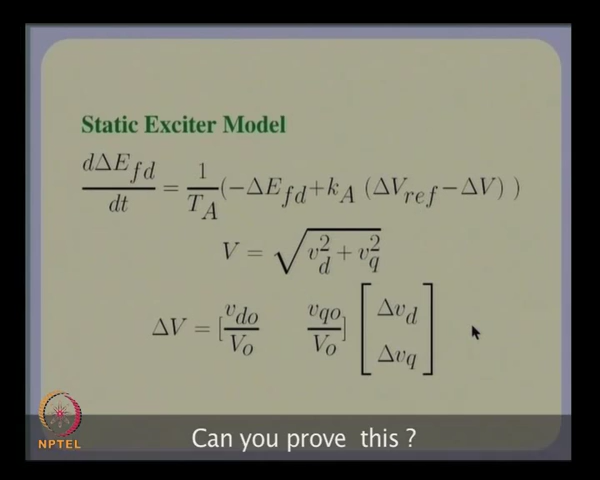 Static Exciter Model
dΔE_fd/dt = 1/T_A (−ΔE_fd + k_A (ΔV_ref − ΔV) )
V = √(v_d^2 + v_q^2)
ΔV = [v_do/V_o v_qo/V_o] [Δv_d Δv_q]
NPTEL
Can you prove this ?